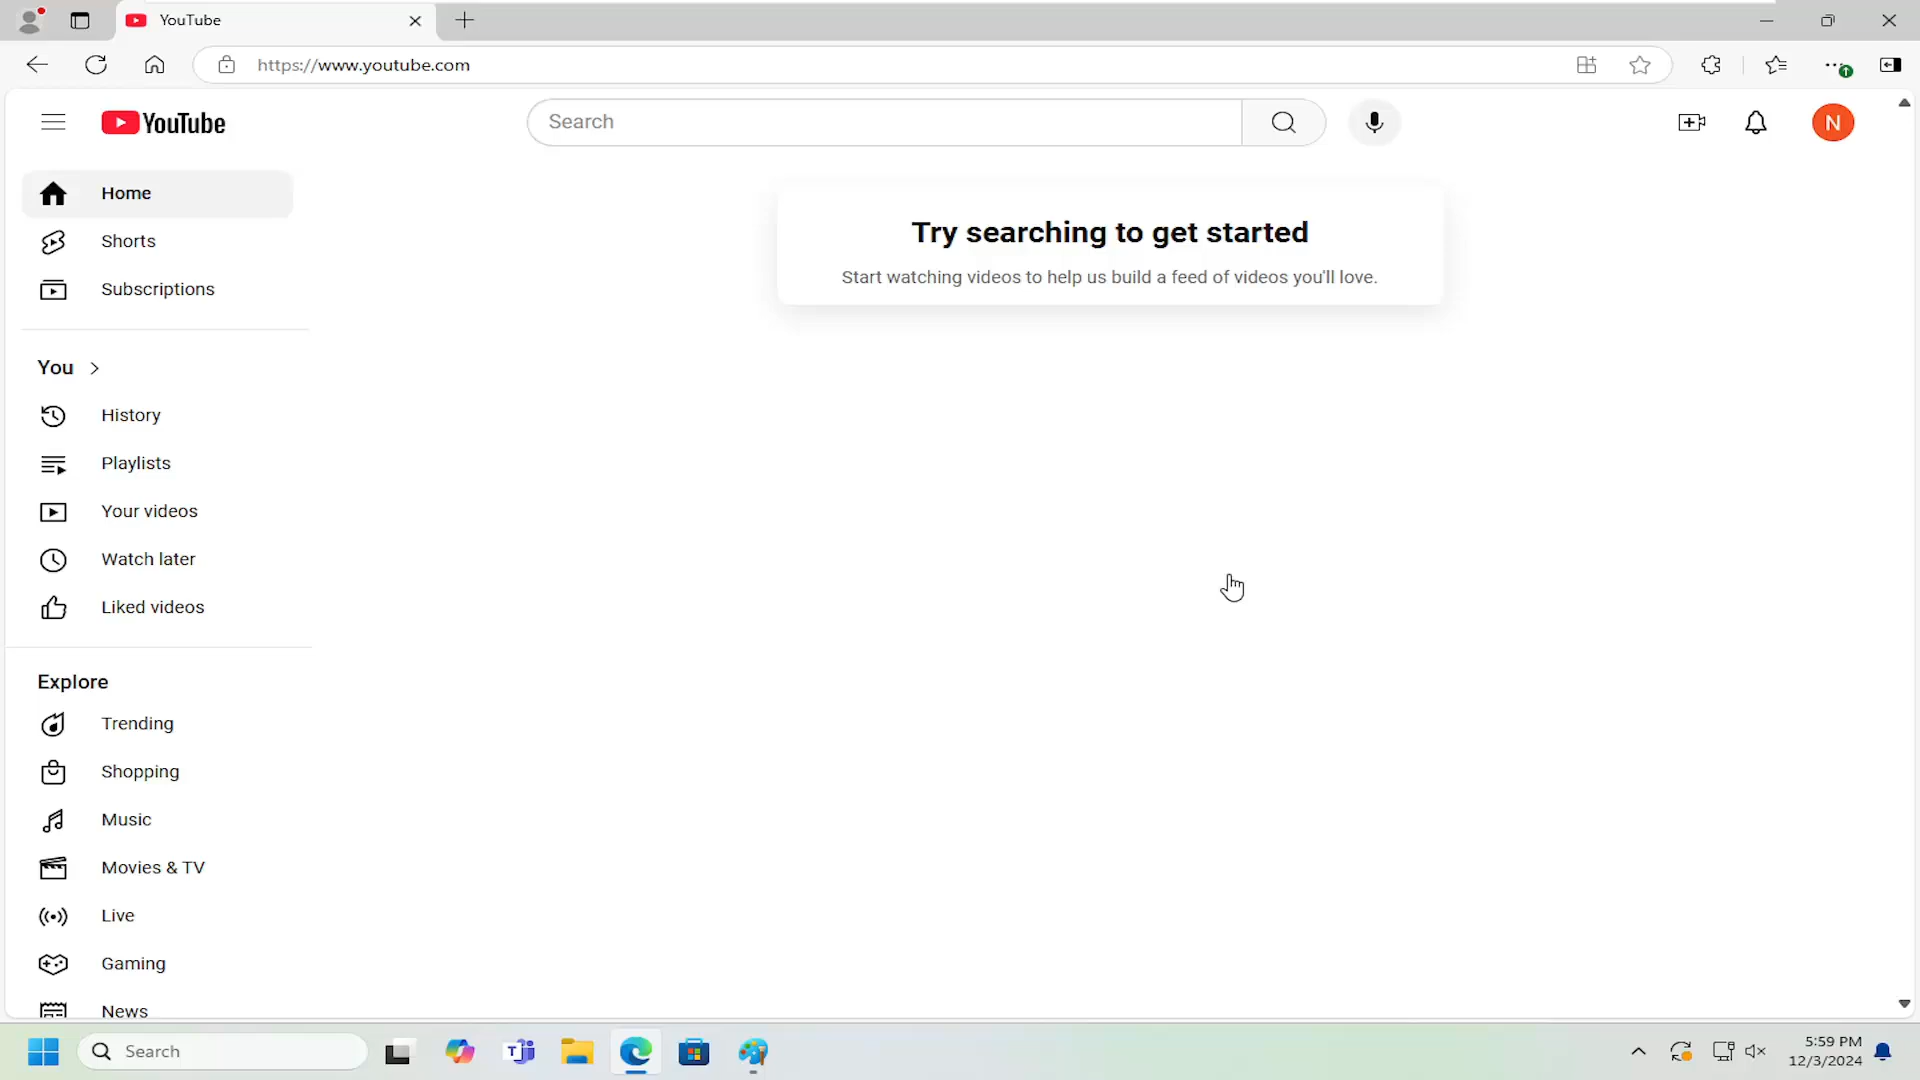 YouTube
https://www.youtube.com
YouTube
Search
N
Home
Shorts
Subscriptions
Try searching to get started
Start watching videos to help us build a feed of videos you'll love.
You
History
Playlists
Your videos
Watch later
Liked videos
Explore
Trending
Shopping
Music
Movies & TV
Live
Gaming
News
Search
5:59 PM
12/3/2024